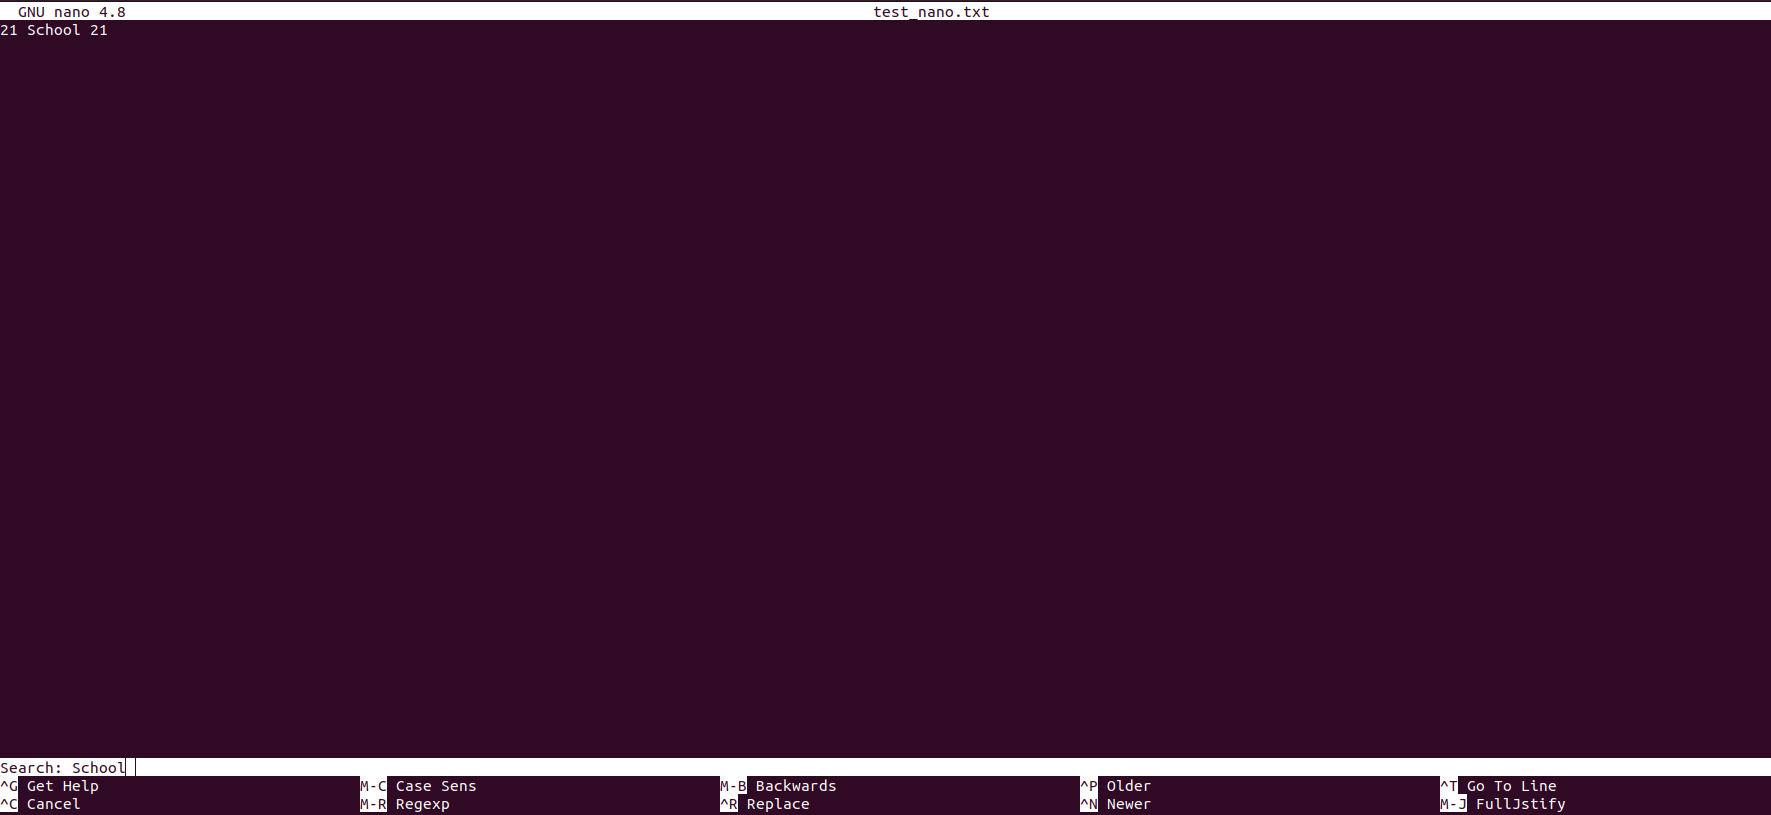 GNU nano 4.8 test_nano.txt
21 School 21
Search: School
^G Get Help M-C Case Sens M-B Backwards ^P Older ^T Go To Line
^C Cancel M-R Regexp ^R Replace ^N Newer M-J FullJstify